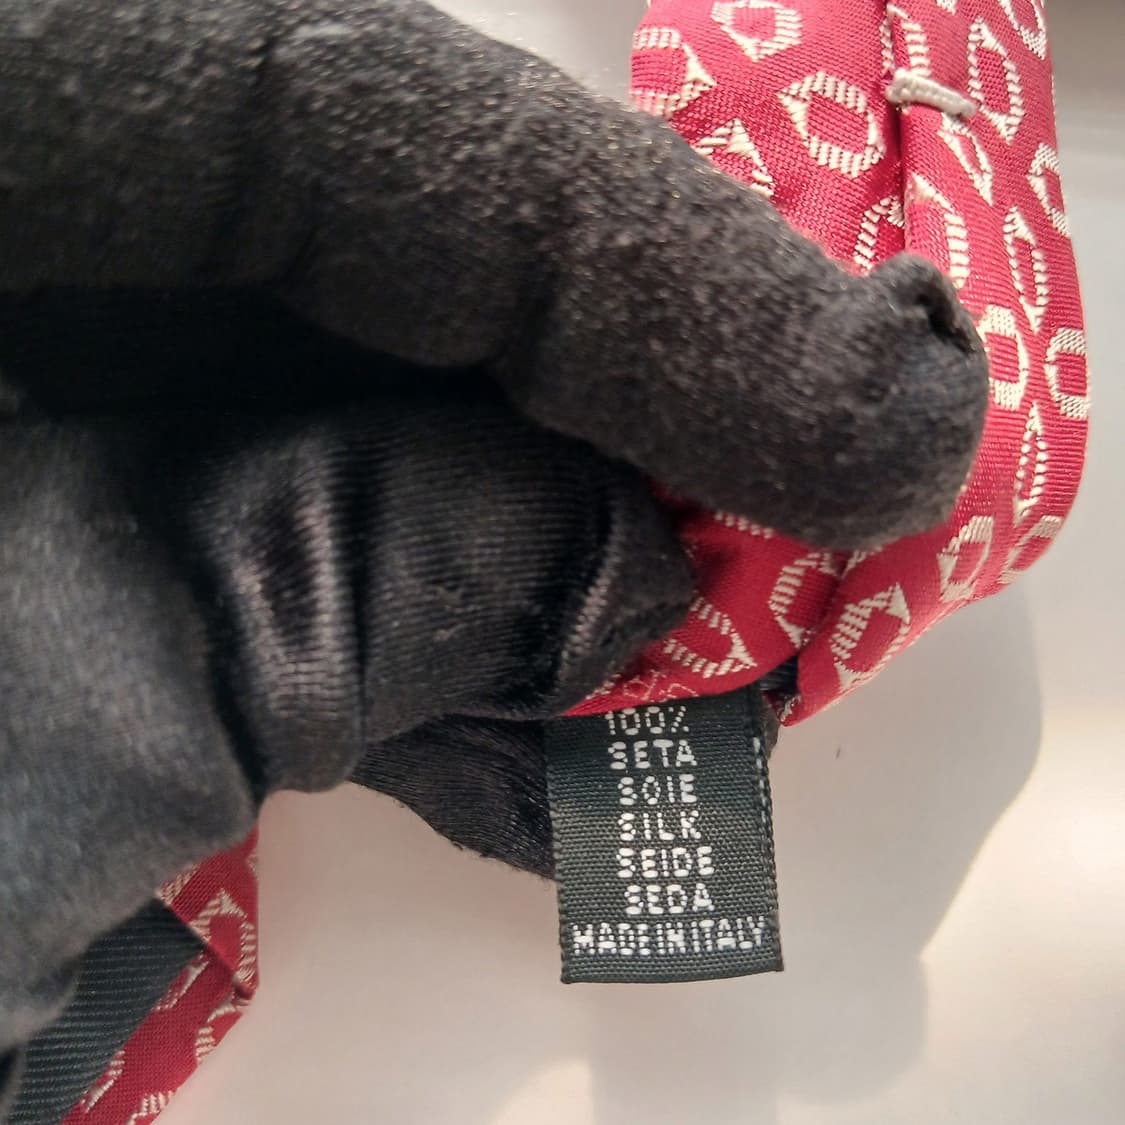 100%
SETA
SOIE
SILK
SEIDE
SEDA
MADE IN ITALY